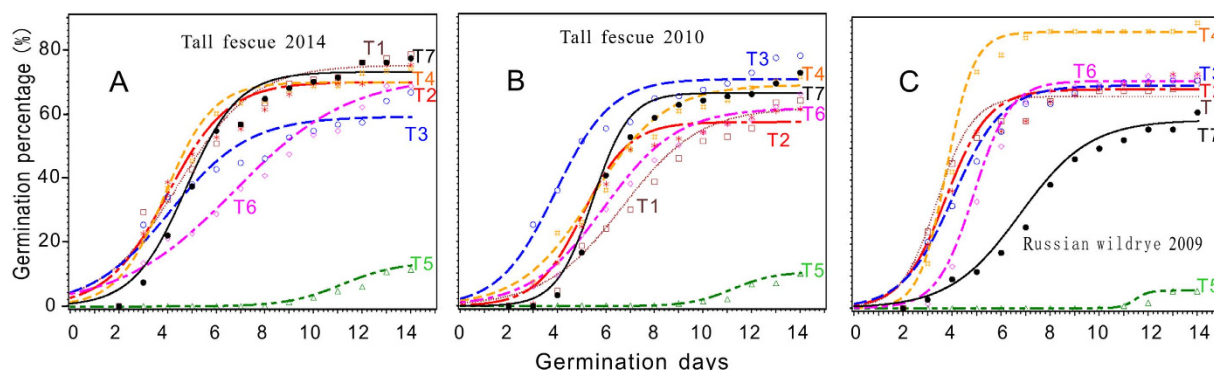 Germination percentage (%)
80
60
40
20
0
Tall fescue 2014
A
T1
T7
T4
T2
T3
T6
T5
0 2 4 6 8 10 12 14
Tall fescue 2010
B
T3
T4
T7
T6
T2
T1
T5
0 2 4 6 8 10 12 14
C
T4
T6
T3
T
T7
Russian wildrye 2009
T5
0 2 4 6 8 10 12 14
Germination days